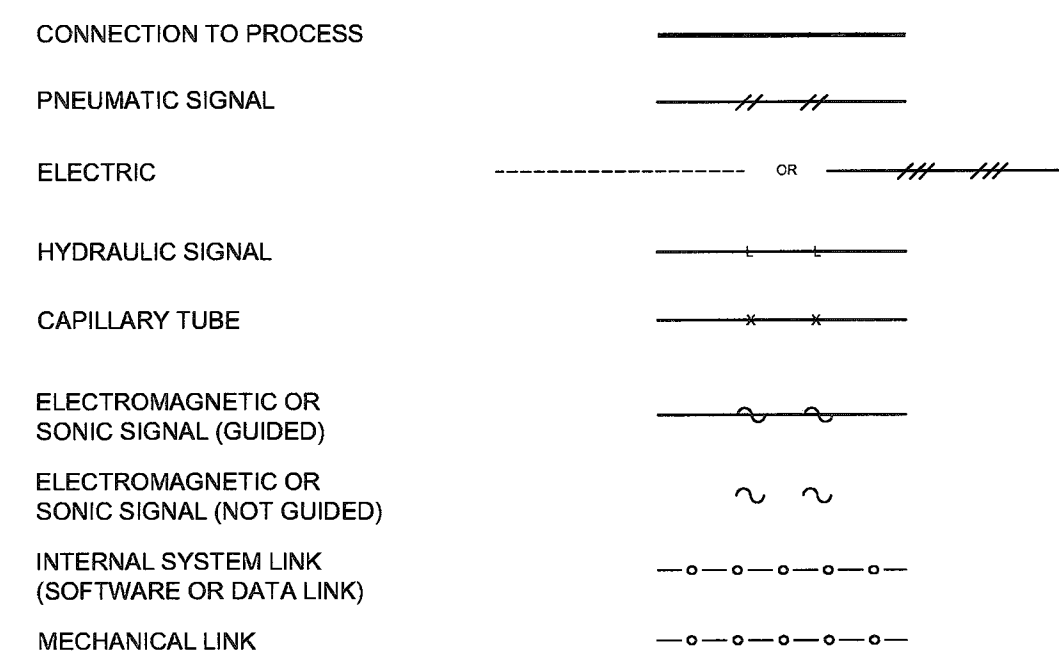 CONNECTION TO PROCESS
PNEUMATIC SIGNAL
ELECTRIC OR
HYDRAULIC SIGNAL
L L
CAPILLARY TUBE
X X
ELECTROMAGNETIC OR
SONIC SIGNAL (GUIDED)
ELECTROMAGNETIC OR
SONIC SIGNAL (NOT GUIDED)
INTERNAL SYSTEM LINK
(SOFTWARE OR DATA LINK)
MECHANICAL LINK